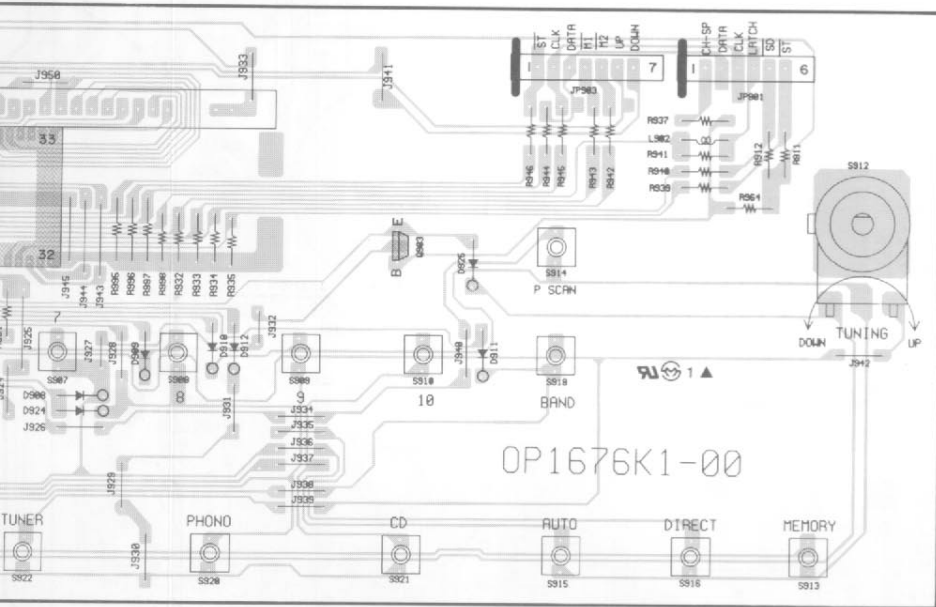 J950
J933
J941
S̅T̅ CLK DATA M1 M2 UP DOWN
1 7
JP903
CH-SP DATA CLK LATCH SD ST
1 6
JP901
33
R946 R944 R945 R943 R942
R937
L902
R941
R940
R939
R912 R911
R964
S912
32
J945 J944 J943 R995 R996 R997 R998 R932 R933 R934 R935
B E
Q903
D925
S914
P SCAN
DOWN TUNING UP
J942
J925
7
S907
J927 J928
D909
S908
8
D910 D912
J932
S909
9
S910
10
J940
D911
S918
BAND
1
D908
D924
J926
J931
J934
J935
J936
J937
J938
J939
J929
J930
OP1676K1-00
TUNER
S922
PHONO
S920
CD
S921
AUTO
S915
DIRECT
S916
MEMORY
S913